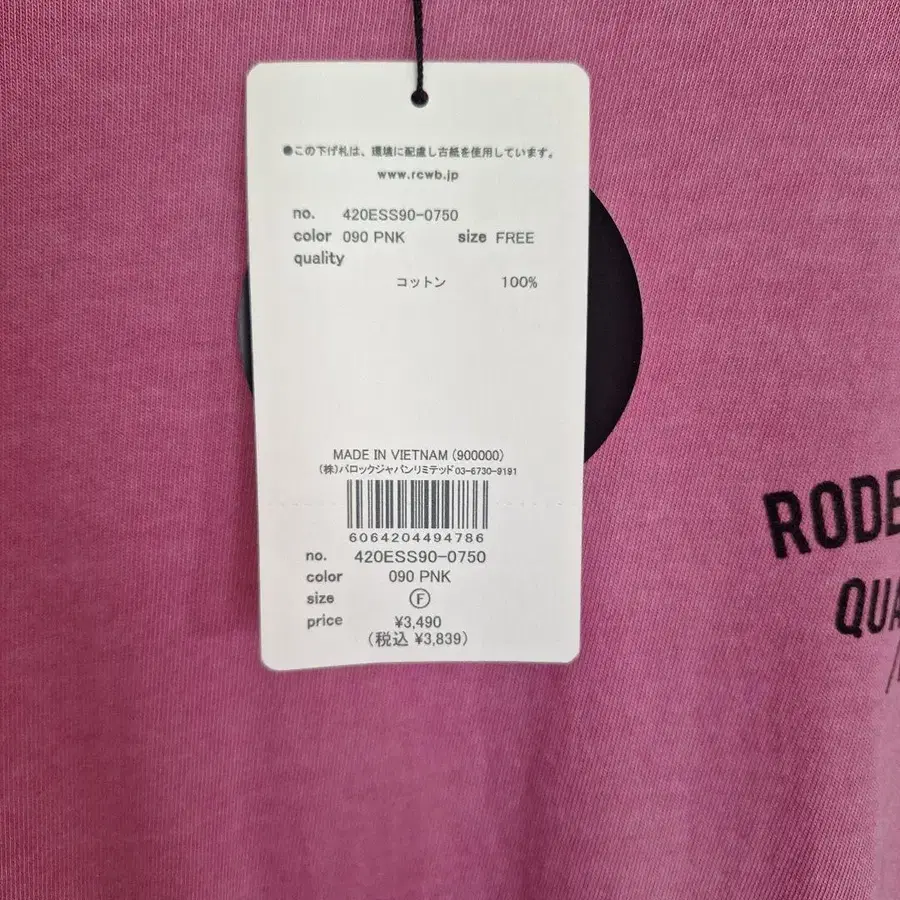 ●この下げ札は、環境に配慮し古紙を使用しています。
www.rcwb.jp
no. 420ESS90-0750
color 090 PNK size FREE
quality
コットン 100%
MADE IN VIETNAM (900000)
(株)バロックジャパンリミテッド03-6730-9191
6064204494786
no. 420ESS90-0750
color 090 PNK
size Ⓕ
price ¥3,490
(税込 ¥3,839)
RODE
QUA